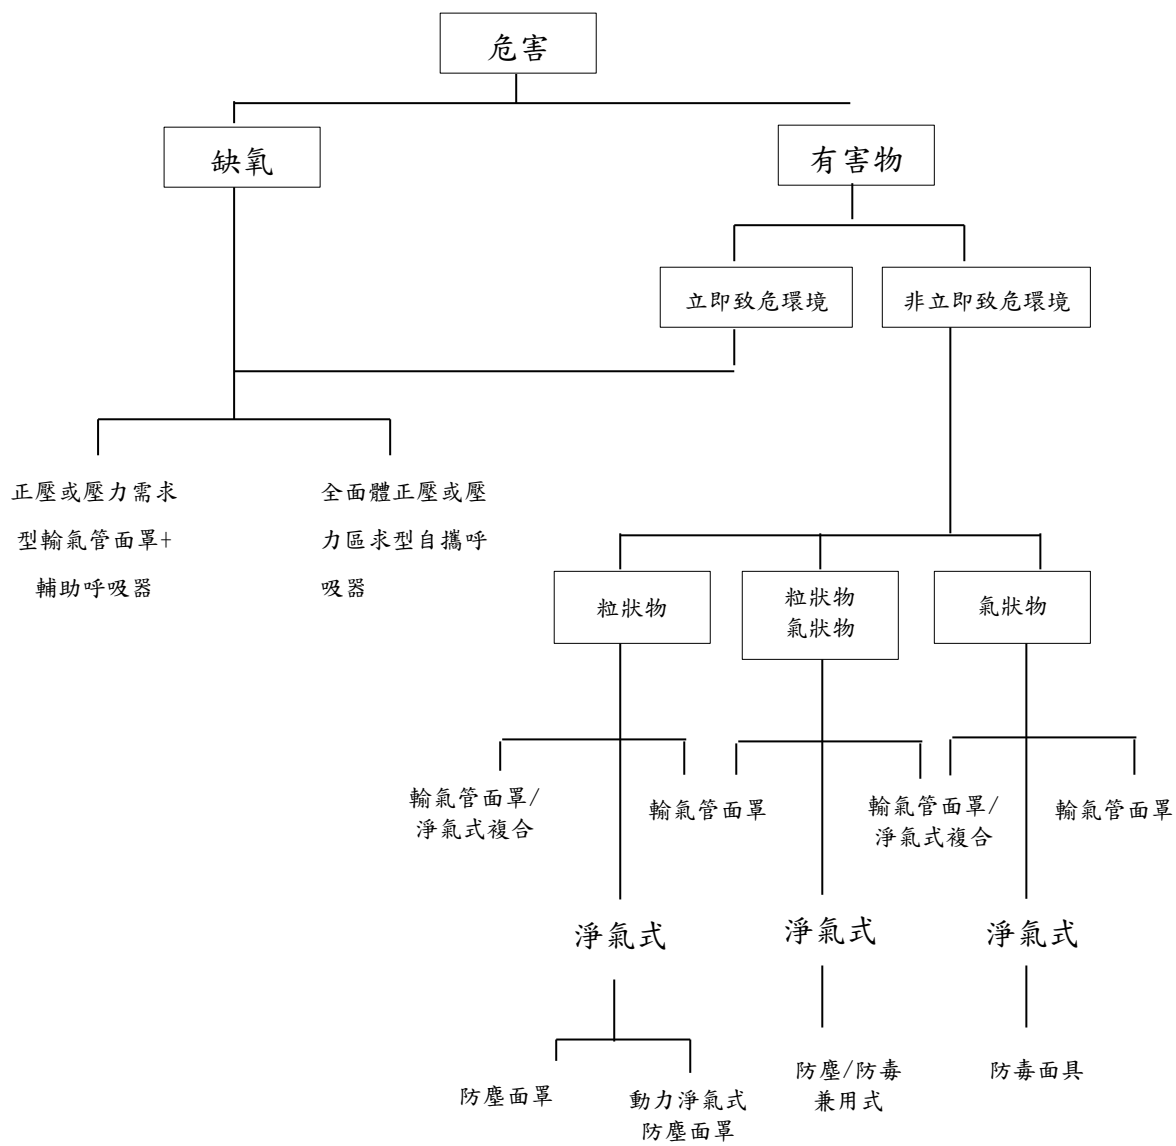 危害
缺氧
有害物
立即致危環境
非立即致危環境
正壓或壓力需求
型輸氣管面罩+
輔助呼吸器
全面體正壓或壓
力區求型自攜呼
吸器
粒狀物
粒狀物
氣狀物
氣狀物
輸氣管面罩/
淨氣式複合
輸氣管面罩
輸氣管面罩/
淨氣式複合
輸氣管面罩
淨氣式
淨氣式
淨氣式
防塵面罩
動力淨氣式
防塵面罩
防塵/防毒
兼用式
防毒面具